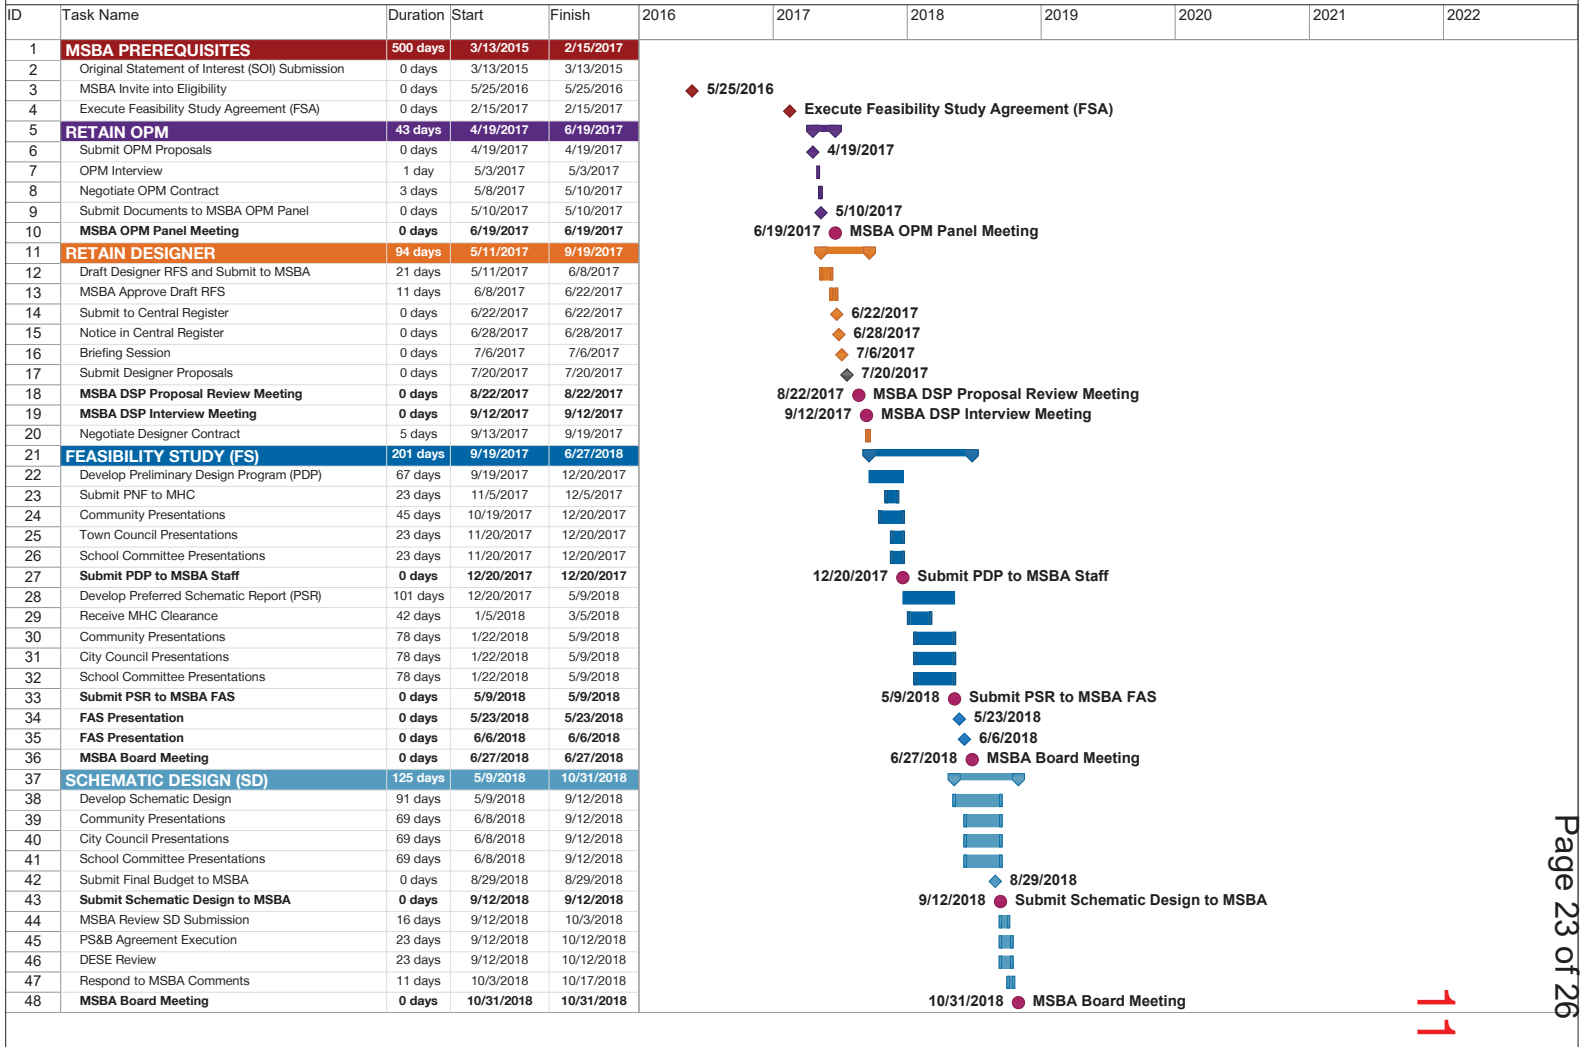 ID Task Name Duration Start Finish 2016 2017 2018 2019 2020 2021 2022
1 MSBA PREREQUISITES 500 days 3/13/2015 2/15/2017
2 Original Statement of Interest (SOI) Submission 0 days 3/13/2015 3/13/2015
3 MSBA Invite into Eligibility 0 days 5/25/2016 5/25/2016 5/25/2016
4 Execute Feasibility Study Agreement (FSA) 0 days 2/15/2017 2/15/2017 Execute Feasibility Study Agreement (FSA)
5 RETAIN OPM 43 days 4/19/2017 6/19/2017
6 Submit OPM Proposals 0 days 4/19/2017 4/19/2017 4/19/2017
7 OPM Interview 1 day 5/3/2017 5/3/2017
8 Negotiate OPM Contract 3 days 5/8/2017 5/10/2017
9 Submit Documents to MSBA OPM Panel 0 days 5/10/2017 5/10/2017 5/10/2017
10 MSBA OPM Panel Meeting 0 days 6/19/2017 6/19/2017 6/19/2017 MSBA OPM Panel Meeting
11 RETAIN DESIGNER 94 days 5/11/2017 9/19/2017
12 Draft Designer RFS and Submit to MSBA 21 days 5/11/2017 6/8/2017
13 MSBA Approve Draft RFS 11 days 6/8/2017 6/22/2017
14 Submit to Central Register 0 days 6/22/2017 6/22/2017 6/22/2017
15 Notice in Central Register 0 days 6/28/2017 6/28/2017 6/28/2017
16 Briefing Session 0 days 7/6/2017 7/6/2017 7/6/2017
17 Submit Designer Proposals 0 days 7/20/2017 7/20/2017 7/20/2017
18 MSBA DSP Proposal Review Meeting 0 days 8/22/2017 8/22/2017 8/22/2017 MSBA DSP Proposal Review Meeting
19 MSBA DSP Interview Meeting 0 days 9/12/2017 9/12/2017 9/12/2017 MSBA DSP Interview Meeting
20 Negotiate Designer Contract 5 days 9/13/2017 9/19/2017
21 FEASIBILITY STUDY (FS) 201 days 9/19/2017 6/27/2018
22 Develop Preliminary Design Program (PDP) 67 days 9/19/2017 12/20/2017
23 Submit PNF to MHC 23 days 11/5/2017 12/5/2017
24 Community Presentations 45 days 10/19/2017 12/20/2017
25 Town Council Presentations 23 days 11/20/2017 12/20/2017
26 School Committee Presentations 23 days 11/20/2017 12/20/2017
27 Submit PDP to MSBA Staff 0 days 12/20/2017 12/20/2017 12/20/2017 Submit PDP to MSBA Staff
28 Develop Preferred Schematic Report (PSR) 101 days 12/20/2017 5/9/2018
29 Receive MHC Clearance 42 days 1/5/2018 3/5/2018
30 Community Presentations 78 days 1/22/2018 5/9/2018
31 City Council Presentations 78 days 1/22/2018 5/9/2018
32 School Committee Presentations 78 days 1/22/2018 5/9/2018
33 Submit PSR to MSBA FAS 0 days 5/9/2018 5/9/2018 5/9/2018 Submit PSR to MSBA FAS
34 FAS Presentation 0 days 5/23/2018 5/23/2018 5/23/2018
35 FAS Presentation 0 days 6/6/2018 6/6/2018 6/6/2018
36 MSBA Board Meeting 0 days 6/27/2018 6/27/2018 6/27/2018 MSBA Board Meeting
37 SCHEMATIC DESIGN (SD) 125 days 5/9/2018 10/31/2018
38 Develop Schematic Design 91 days 5/9/2018 9/12/2018
39 Community Presentations 69 days 6/8/2018 9/12/2018
40 City Council Presentations 69 days 6/8/2018 9/12/2018
41 School Committee Presentations 69 days 6/8/2018 9/12/2018
42 Submit Final Budget to MSBA 0 days 8/29/2018 8/29/2018 8/29/2018
43 Submit Schematic Design to MSBA 0 days 9/12/2018 9/12/2018 9/12/2018 Submit Schematic Design to MSBA
44 MSBA Review SD Submission 16 days 9/12/2018 10/3/2018
45 PS&B Agreement Execution 23 days 9/12/2018 10/12/2018
46 DESE Review 23 days 9/12/2018 10/12/2018
47 Respond to MSBA Comments 11 days 10/3/2018 10/17/2018
48 MSBA Board Meeting 0 days 10/31/2018 10/31/2018 10/31/2018 MSBA Board Meeting
Page 23 of 26
11